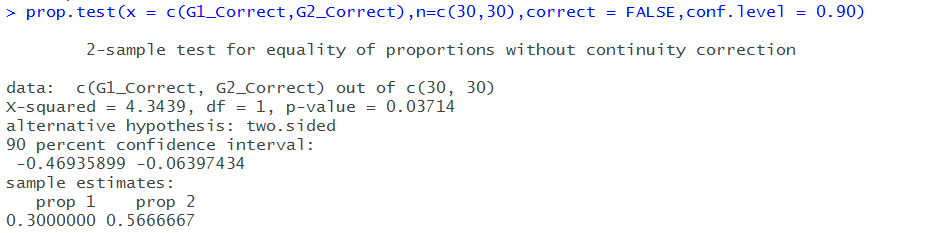 > prop.test(x = c(G1_Correct,G2_Correct),n=c(30,30),correct = FALSE,conf.level = 0.90)
2-sample test for equality of proportions without continuity correction
data:  c(G1_Correct, G2_Correct) out of c(30, 30)
X-squared = 4.3439, df = 1, p-value = 0.03714
alternative hypothesis: two.sided
90 percent confidence interval:
-0.46935899 -0.06397434
sample estimates:
prop 1    prop 2
0.3000000 0.5666667